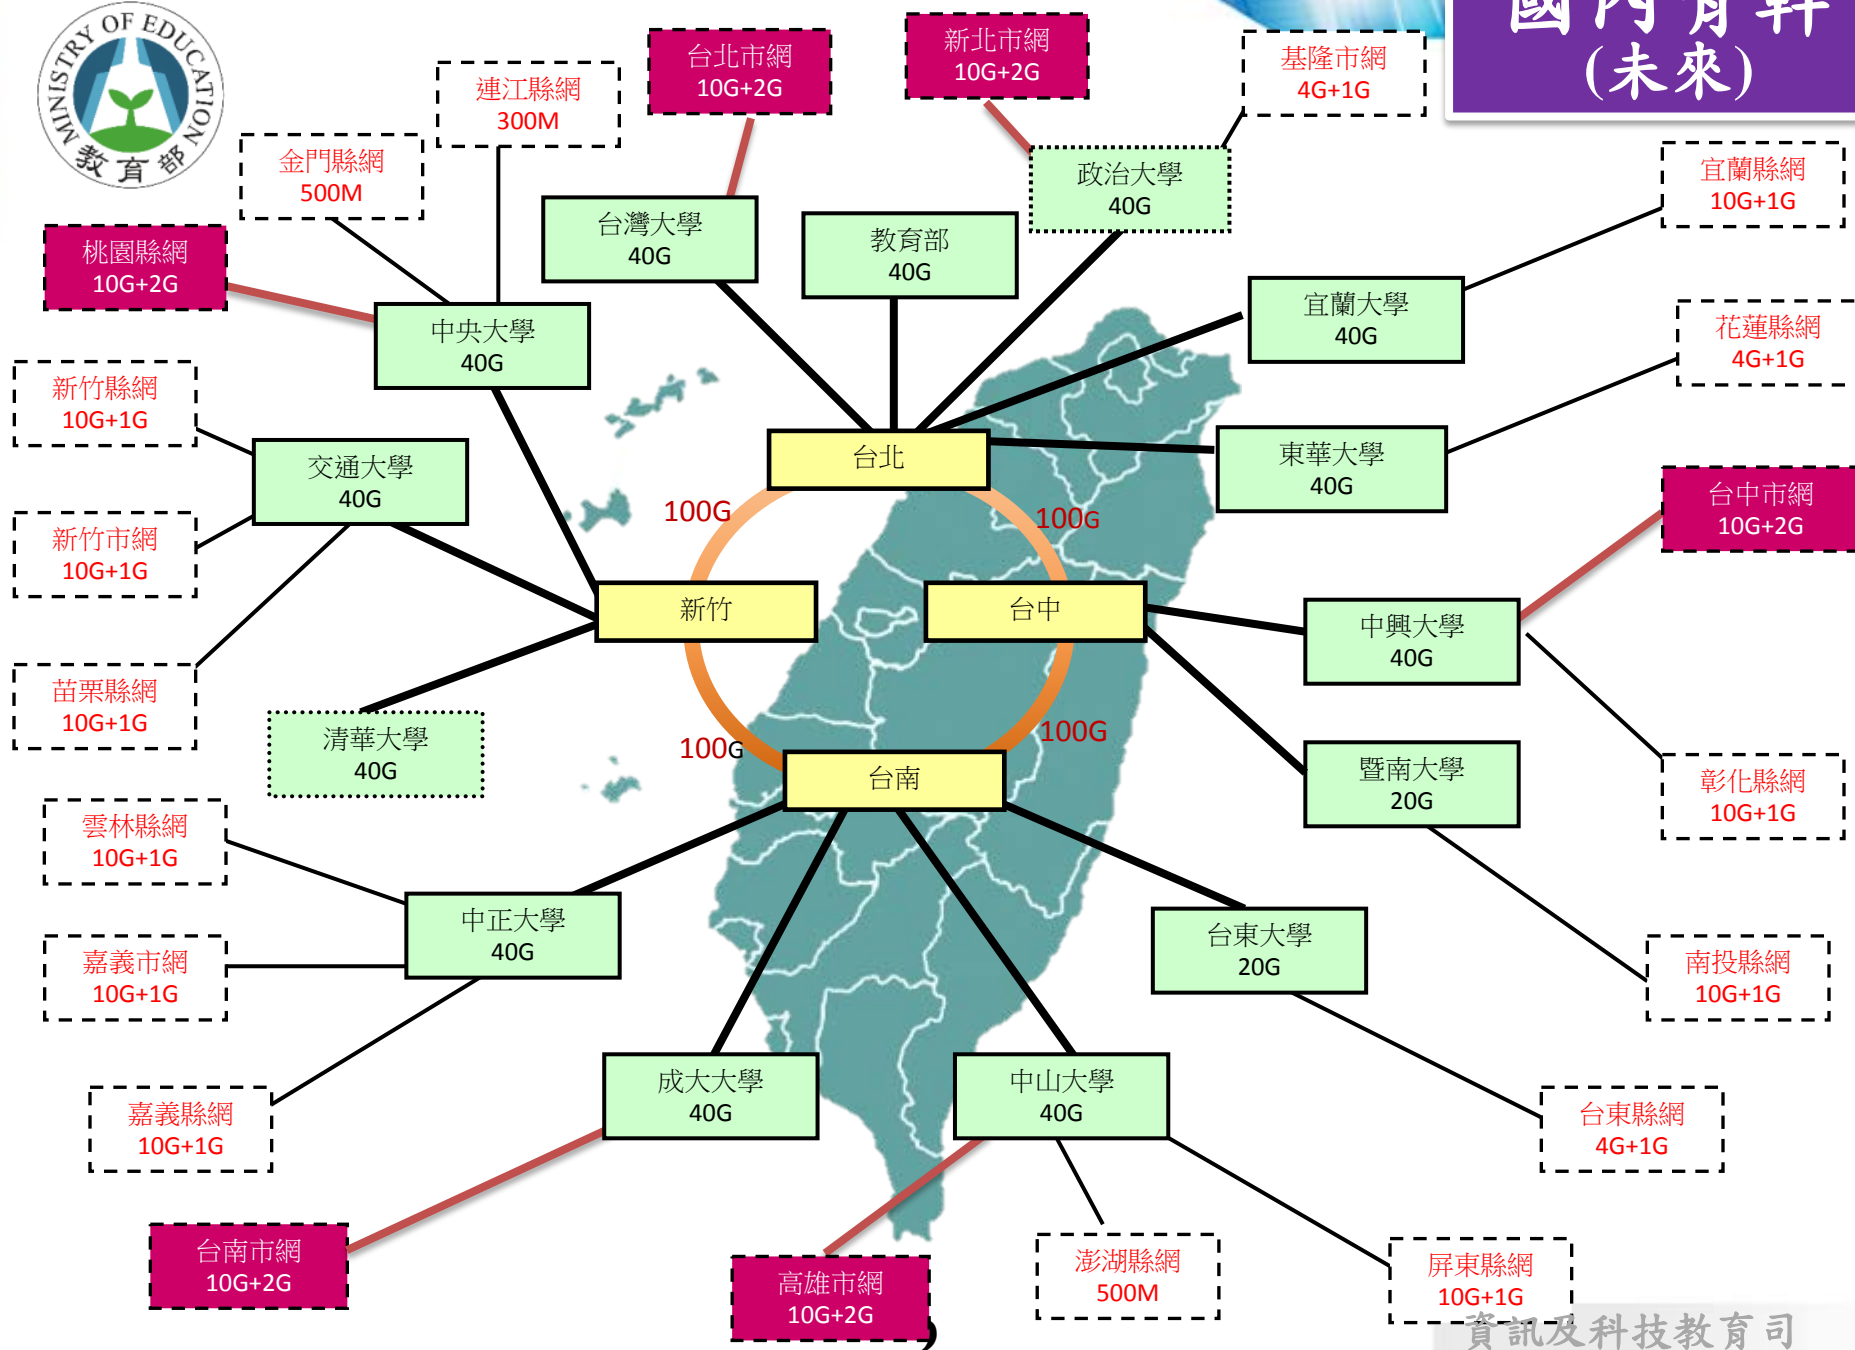 MINISTRY OF EDUCATION
教育部
國內骨幹
(未來)
台北市網
10G+2G
新北市網
10G+2G
基隆市網
4G+1G
連江縣網
300M
金門縣網
500M
桃園縣網
10G+2G
台灣大學
40G
教育部
40G
政治大學
40G
宜蘭縣網
10G+1G
中央大學
40G
宜蘭大學
40G
花蓮縣網
4G+1G
新竹縣網
10G+1G
交通大學
40G
台北
東華大學
40G
台中市網
10G+2G
新竹市網
10G+1G
100G
100G
新竹
台中
中興大學
40G
苗栗縣網
10G+1G
清華大學
40G
100G
100G
台南
暨南大學
20G
彰化縣網
10G+1G
雲林縣網
10G+1G
中正大學
40G
台東大學
20G
嘉義市網
10G+1G
南投縣網
10G+1G
嘉義縣網
10G+1G
成大大學
40G
中山大學
40G
台東縣網
4G+1G
台南市網
10G+2G
高雄市網
10G+2G
澎湖縣網
500M
屏東縣網
10G+1G
資訊及科技教育司